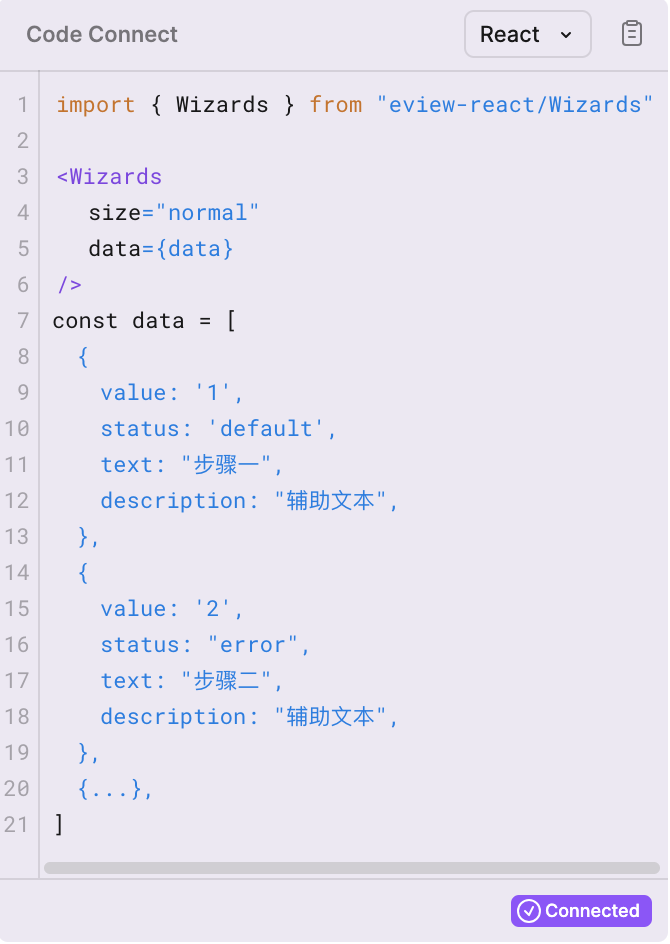 Code Connect
React
1 import { Wizards } from "eview-react/Wizards"
2
3 <Wizards
4 size="normal"
5 data={data}
6 />
7 const data = [
8 {
9 value: '1',
10 status: 'default',
11 text: "步骤一",
12 description: "辅助文本",
13 },
14 {
15 value: '2',
16 status: "error",
17 text: "步骤二",
18 description: "辅助文本",
19 },
20 {...},
21 ]
Connected